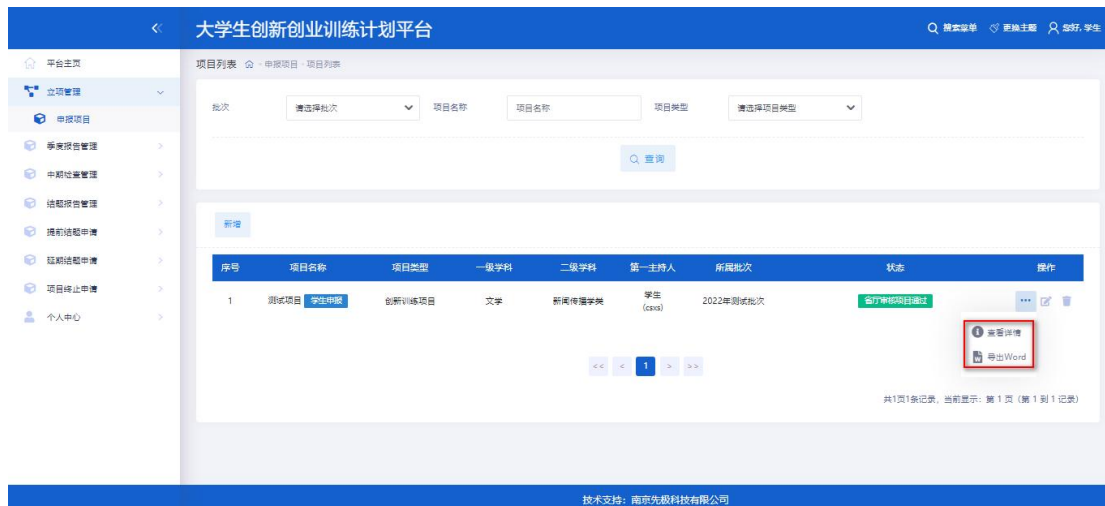 大学生创新创业训练计划平台
搜索菜单 更换主题 您好, 学生
平台主页
立项管理
申报项目
季度报告管理
中期检查管理
结题报告管理
提前结题申请
延期结题申请
项目终止申请
个人中心
项目列表 - 申报项目 - 项目列表
批次 请选择批次 项目名称 项目名称 项目类型 请选择项目类型
查询
新增
序号 项目名称 项目类型 一级学科 二级学科 第一主持人 所属批次 状态 操作
1 测试项目 学生申报 创新训练项目 文学 新闻传播学类 学生 2022年测试批次 省厅审核项目通过 ...
(csxs)
查看详情
导出Word
<< < 1 > >>
共1页1条记录，当前显示：第 1 页（第 1 到 1 记录）
技术支持：南京先极科技有限公司